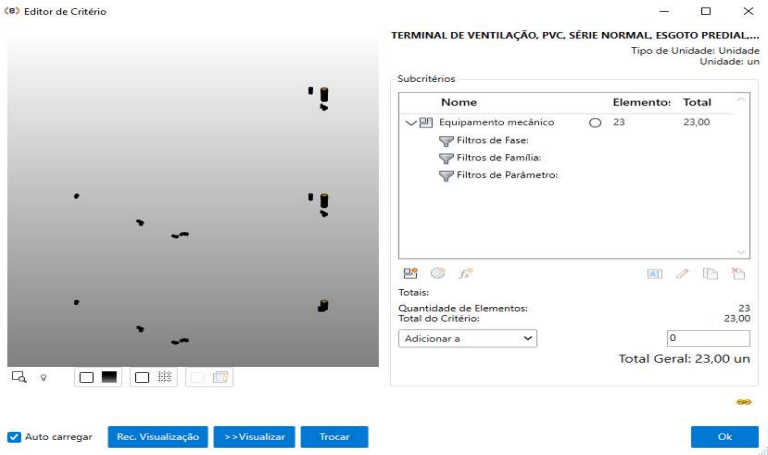 Editor de Critério
TERMINAL DE VENTILAÇÃO, PVC, SÉRIE NORMAL, ESGOTO PREDIAL,...
Tipo de Unidade: Unidade
Unidade: un
Subcritérios
Nome Elemento: Total
Equipamento mecânico 23 23,00
Filtros de Fase:
Filtros de Família:
Filtros de Parâmetro:
Totais:
Quantidade de Elementos: 23
Total do Critério: 23,00
Adicionar a 0
Total Geral: 23,00 un
Auto carregar Rec. Visualização >>Visualizar Trocar Ok